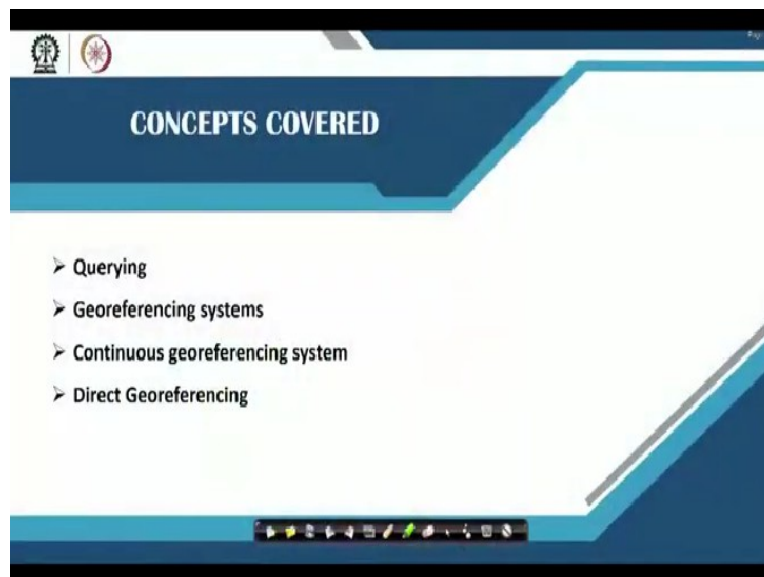 CONCEPTS COVERED
Querying
Georeferencing systems
Continuous georeferencing system
Direct Georeferencing